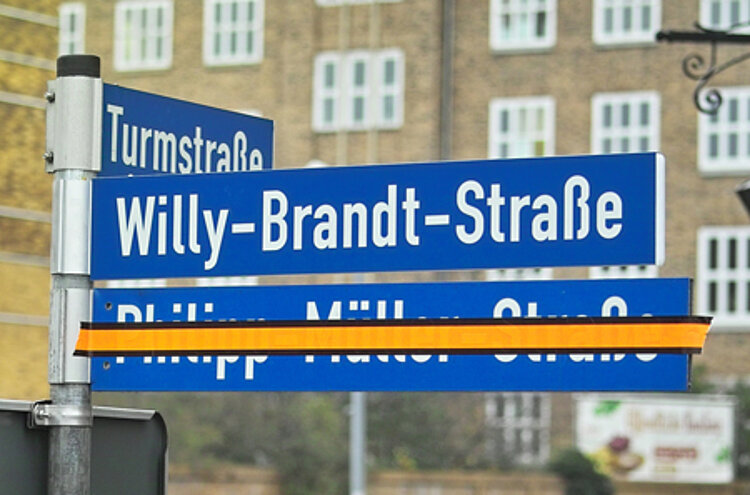 Turmstraße
Willy-Brandt-Straße
Philipp-Müller-Straße